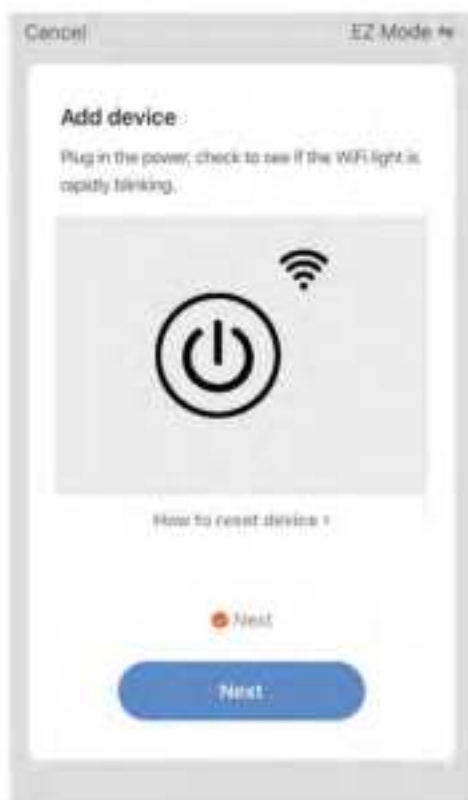 Cancel
EZ Mode ⇋
Add device
Plug in the power, check to see if the WiFi light is
rapidly blinking.
How to reset device >
Next
Next